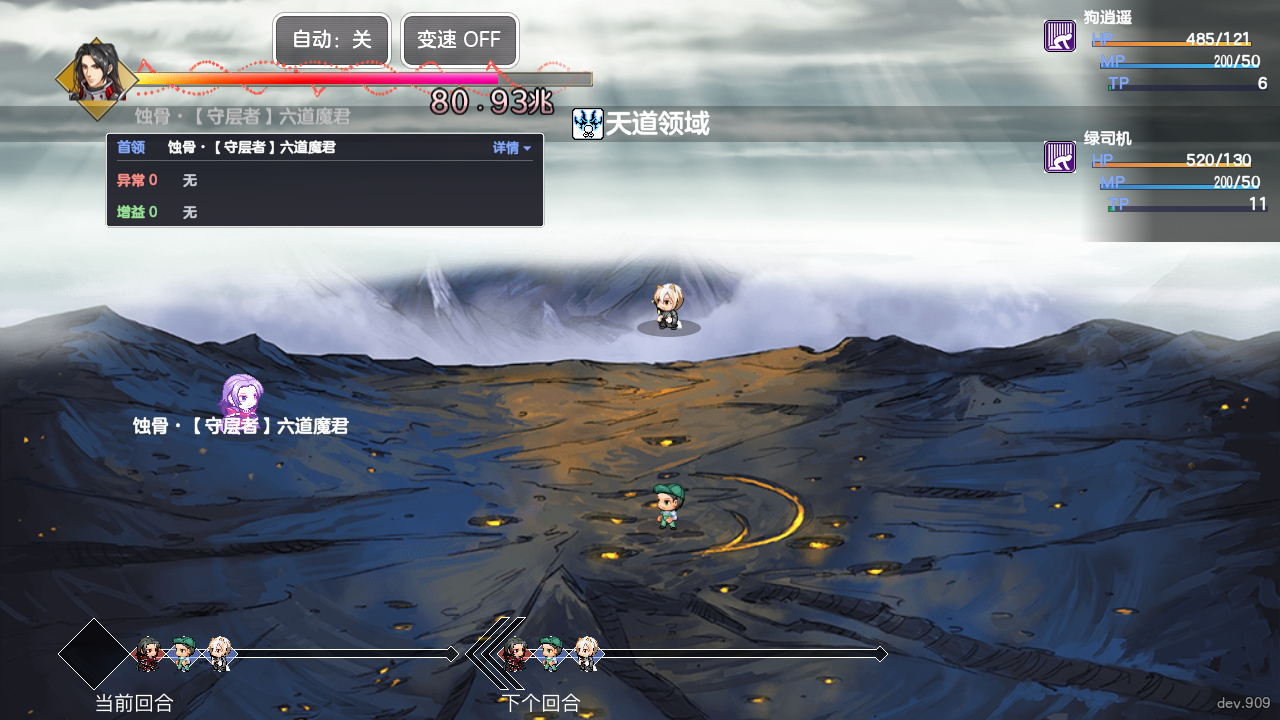 自动：关
变速 OFF
80.93兆
蚀骨·【守层者】六道魔君
天道领域
首领 蚀骨·【守层者】六道魔君 详情
异常 0 无
增益 0 无
狗逍遥
HP 485/121
MP 200/50
TP 6
绿司机
HP 520/130
MP 200/50
TP 11
蚀骨·【守层者】六道魔君
当前回合
下个回合
dev.909